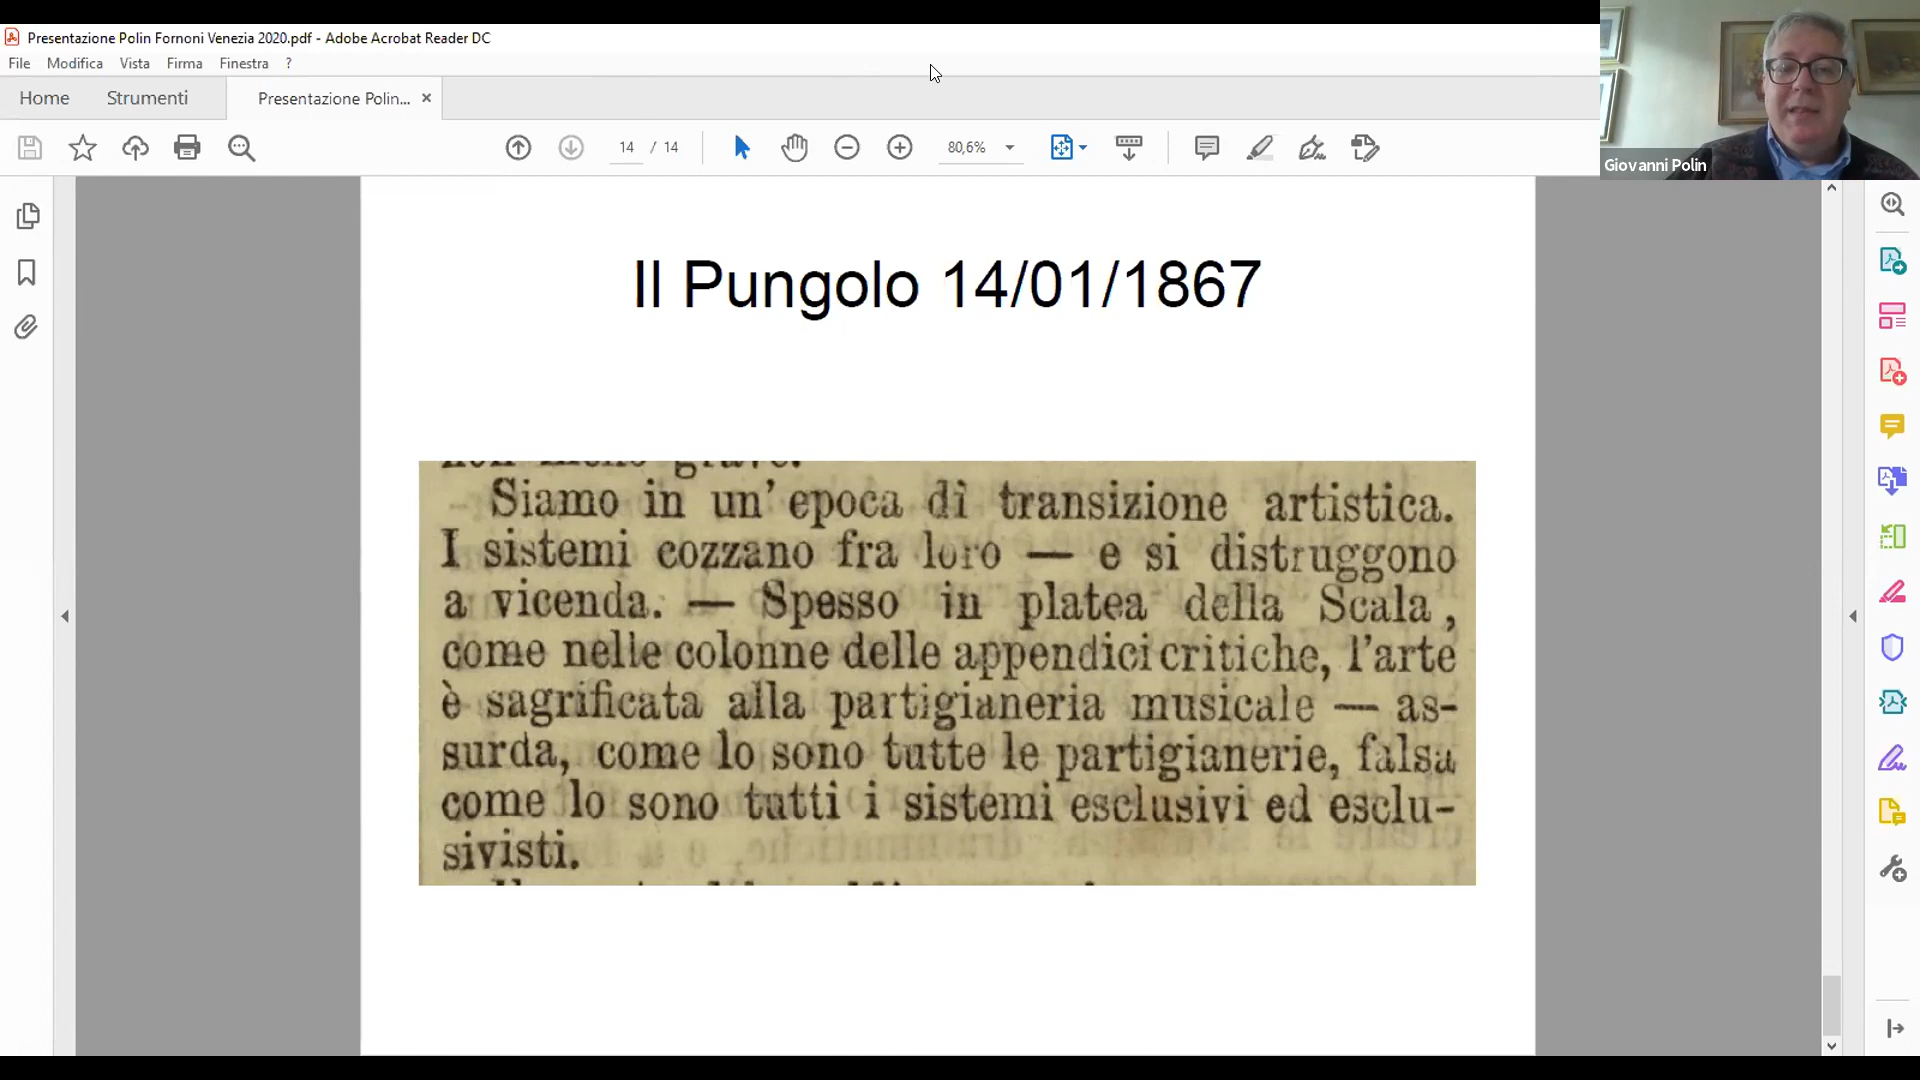 Presentazione Polin Fornoni Venezia 2020.pdf - Adobe Acrobat Reader DC
File Modifica Vista Firma Finestra ?
Home Strumenti Presentazione Polin... ×
14 / 14 80,6%
Giovanni Polin
Il Pungolo 14/01/1867
Siamo in un' epoca di transizione artistica.
I sistemi cozzano fra loro — e si distruggono
a vicenda. — Spesso in platea della Scala,
come nelle colonne delle appendici critiche, l'arte
è sagrificata alla partigianeria musicale — as-
surda, come lo sono tutte le partigianerie, falsa
come lo sono tutti i sistemi esclusivi ed esclu-
sivisti.